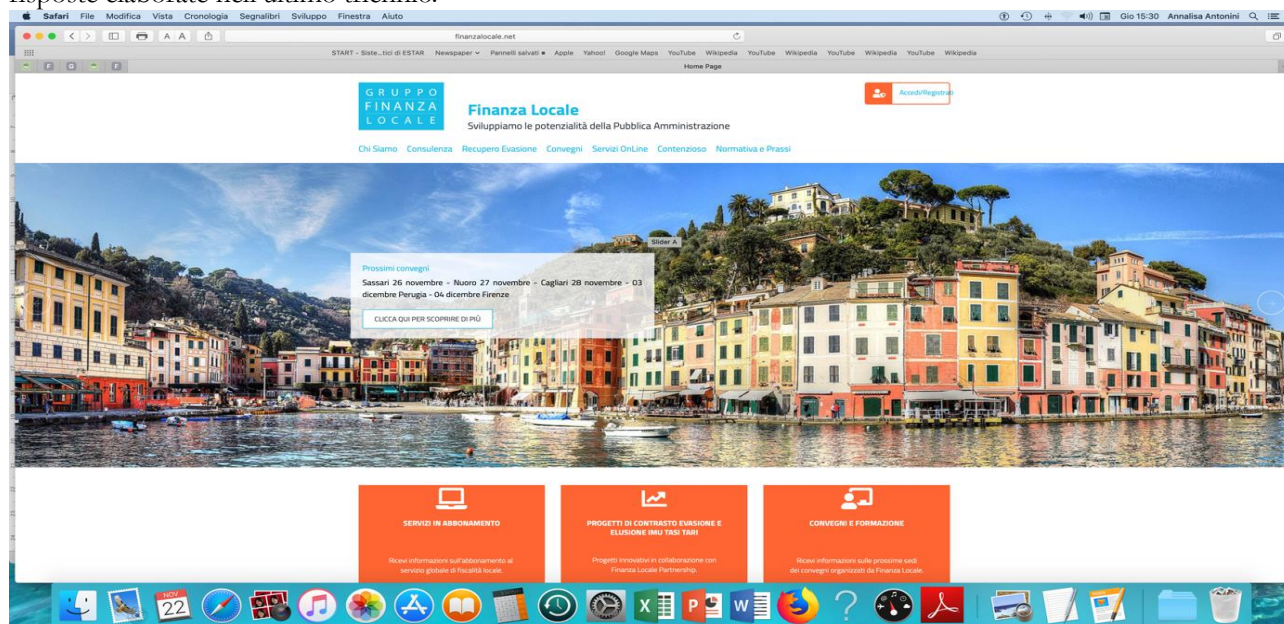 risposte elaborate nell'ultimo triennio.
Safari File Modifica Vista Cronologia Segnalibri Sviluppo Finestra Aiuto
Gio 15:30 Annalisa Antonini
A A
finanzalocale.net
START - Siste...tici di ESTAR Newspaper Pannelli salvati Apple Yahoo! Google Maps YouTube Wikipedia YouTube Wikipedia YouTube Wikipedia YouTube Wikipedia
F G F
Home Page
GRUPPO
FINANZA
LOCALE
Finanza Locale
Sviluppiamo le potenzialità della Pubblica Amministrazione
Accedi/Registrati
Chi Siamo Consulenza Recupero Evasione Convegni Servizi OnLine Contenzioso Normativa e Prassi
Slider A
Prossimi convegni
Sassari 26 novembre - Nuoro 27 novembre - Cagliari 28 novembre - 03
dicembre Perugia - 04 dicembre Firenze
CLICCA QUI PER SCOPRIRE DI PIÙ
SERVIZI IN ABBONAMENTO
Ricevi informazioni sull'abbonamento al
servizio globale di fiscalità locale.
PROGETTI DI CONTRASTO EVASIONE E
ELUSIONE IMU TASI TARI
Progetti innovativi in collaborazione con
Finanza Locale Partnership.
CONVEGNI E FORMAZIONE
Ricevi informazioni sulle prossime sedi
dei convegni organizzati da Finanza Locale.
NOV
22
X P W ?